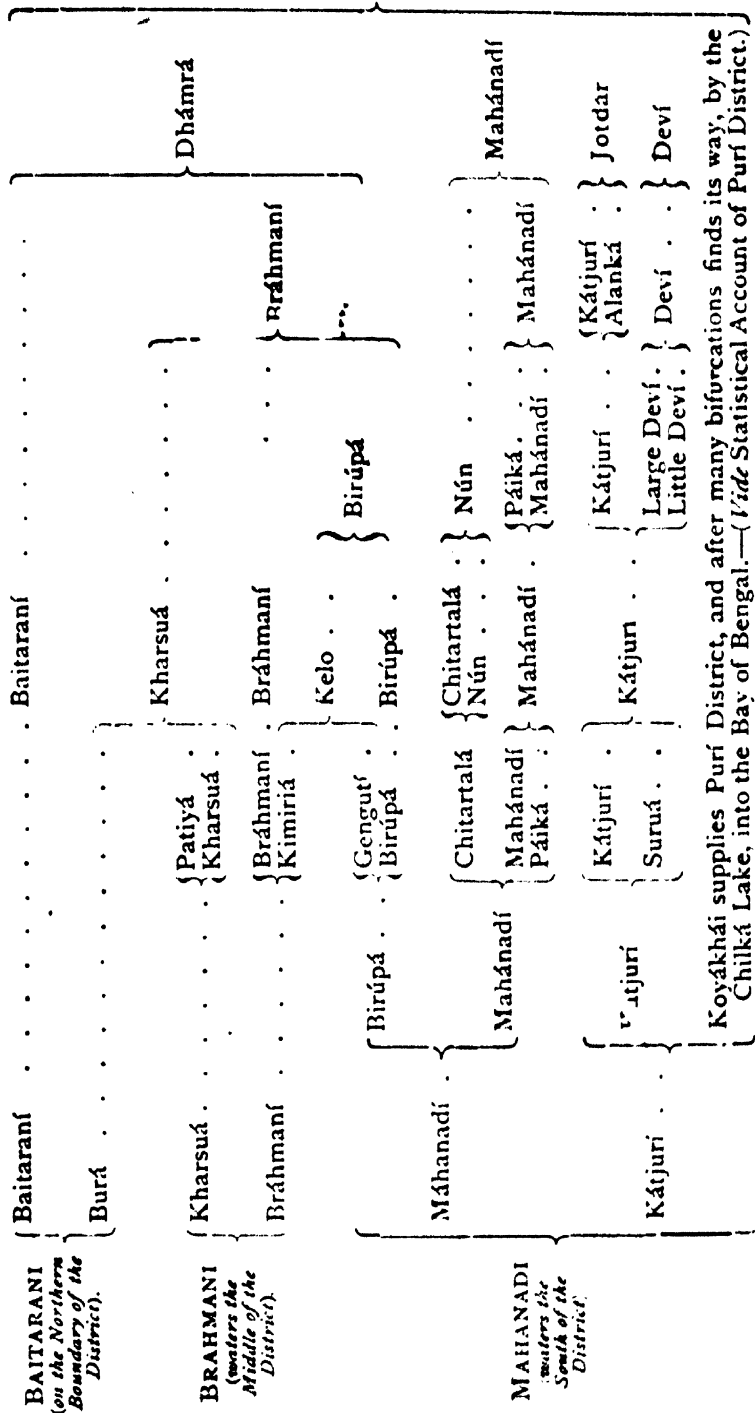 BAITARANI { Baitaraní . . . . . . . . . . Baitaraní . . . . . . . . . . } Dhámrá
(on the Northern Boundary of the District). { Burá . . . . . . . . } Kharsuá . . . . . .
BRAHMANI { Kharsuá . . . . . . { Patiyá
{ Kharsuá .
(waters the Middle of the District). { Bráhmaní . . . . . { Bráhmaní . Bráhmaní . . . } Bráhmaní
{ Kimiriá . } Kelo . . } Birúpá
MAHANADI { Máhanadí . { Birúpá . . { Gengutí .
{ Birúpá . . Birúpá .
(waters the South of the District { Mahánadí { Chitartalá { Chitartalá . } Nún . . . . . . } Mahánadí
{ Nún . . . }
{ Mahánadí . } Mahánadí . { Páiká . . } Mahánadí
{ Páiká . . } { Mahánadí . }
{ Kátjurí . . { Kátjurí . } Kátjurí . . { Kátjurí . . { Kátjurí . } Jotdar
{ Alanká . }
{ Suruá . . } { Large Deví . } Deví . . } Deví
{ Little Deví . }
Koyákhái supplies Purí District, and after many bifurcations finds its way, by the
Chilká Lake, into the Bay of Bengal.—(Vide Statistical Account of Purí District.)